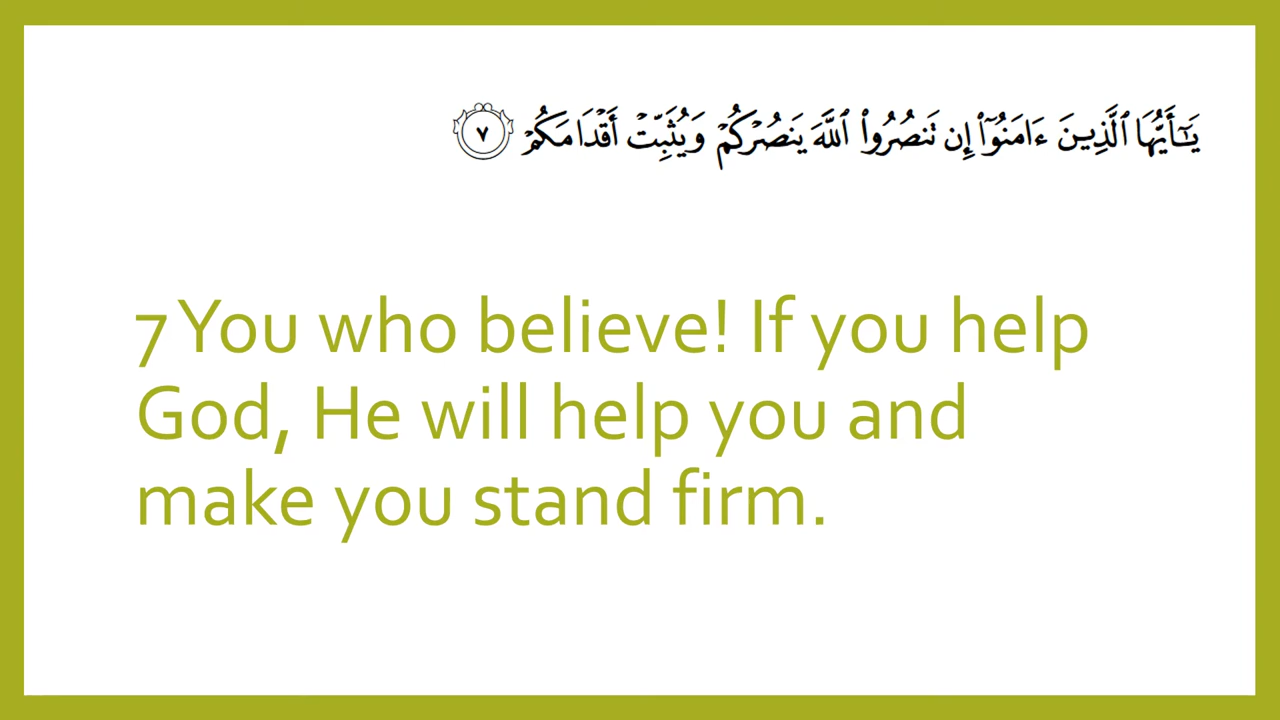 يَٰٓأَيُّهَا ٱلَّذِينَ ءَامَنُوٓا۟ إِن تَنصُرُوا۟ ٱللَّهَ يَنصُرْكُمْ وَيُثَبِّتْ أَقْدَامَكُمْ ٧
7 You who believe! If you help
God, He will help you and
make you stand firm.